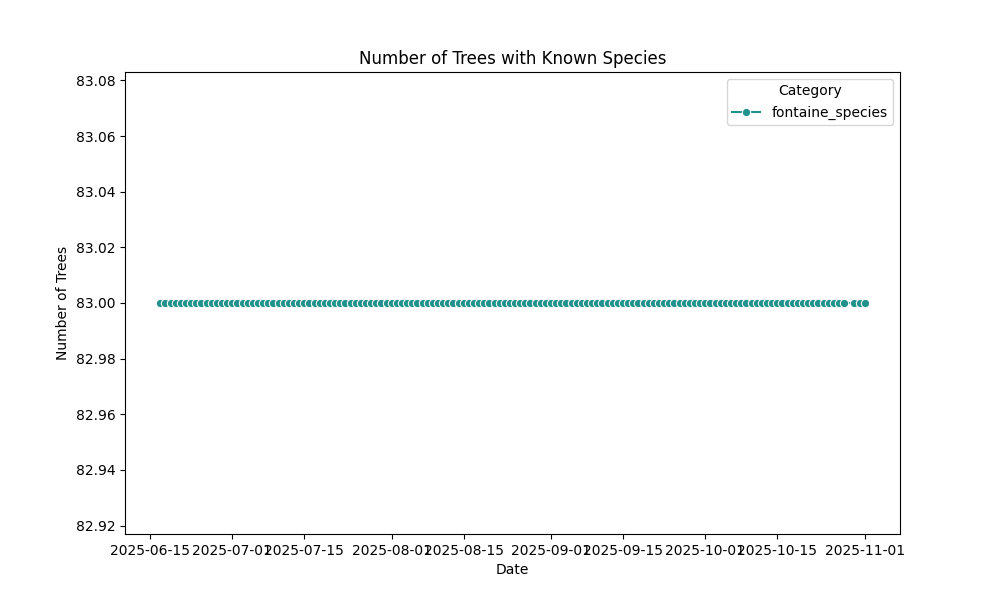 Number of Trees with Known Species
Category
fontaine_species
Number of Trees
83.08
83.06
83.04
83.02
83.00
82.98
82.96
82.94
82.92
2025-06-15 2025-07-01 2025-07-15 2025-08-01 2025-08-15 2025-09-01 2025-09-15 2025-10-01 2025-10-15 2025-11-01
Date